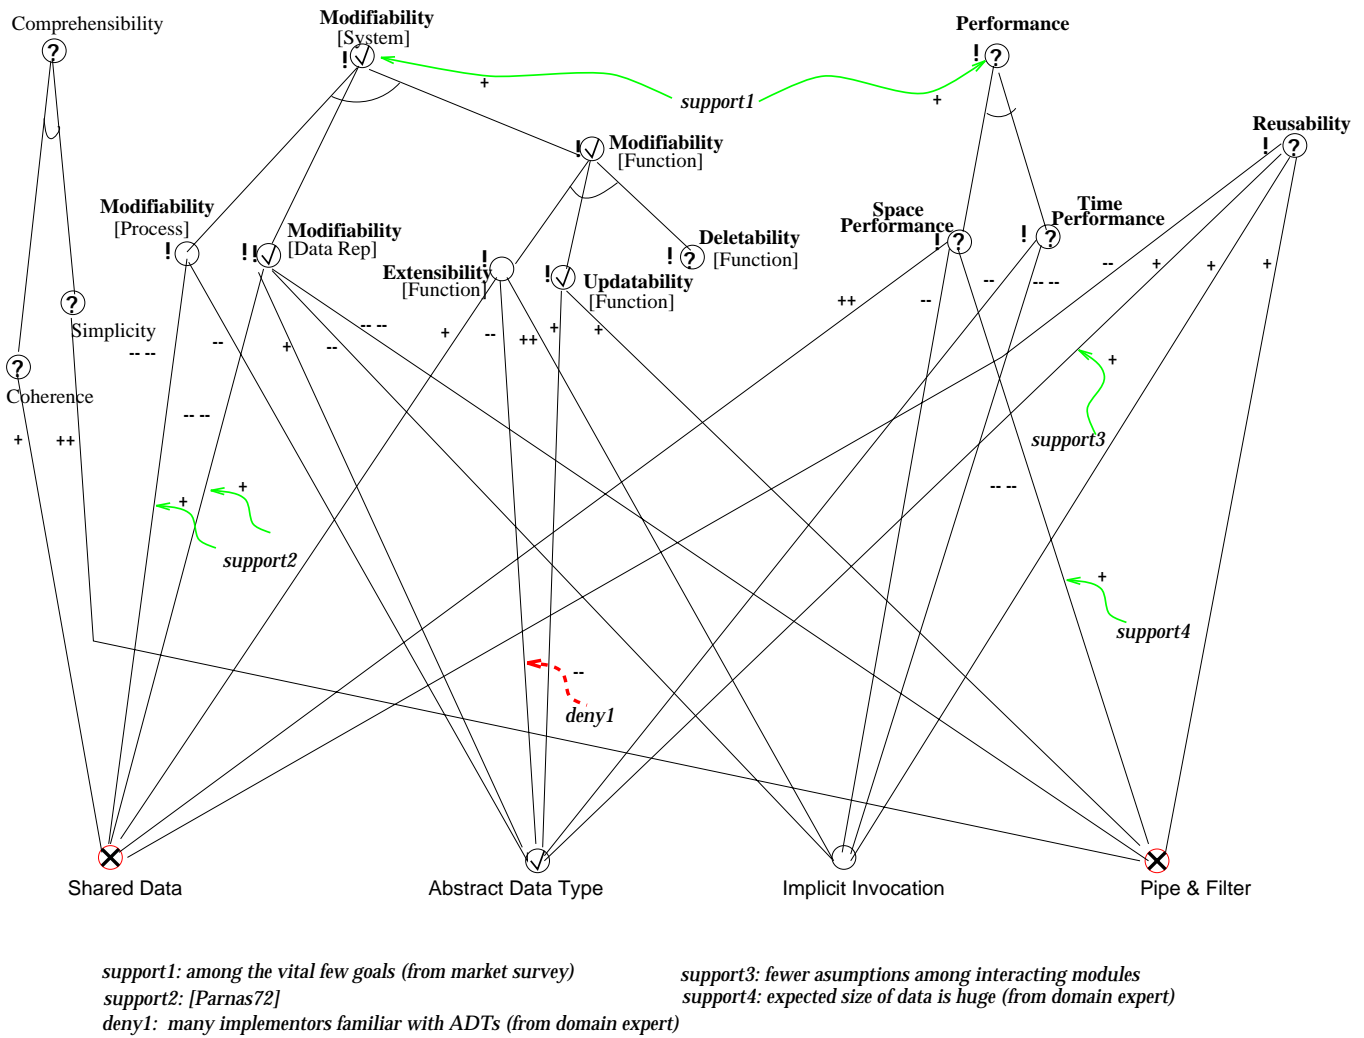 Comprehensibility
?
Modifiability
[System]
!
Performance
! ?
+
support1
+
Reusability
! ?
! Modifiability
[Function]
Modifiability
[Process]
!
Modifiability
[Data Rep]
!!
Extensibility
[Function]
!
! Updatability
[Function]
Deletability
[Function]
! ?
Space
Performance
! ?
Time
Performance
! ?
?
Simplicity
?
Coherence
+ ++
-- -- -- + -- -- -- + -- ++ + +
++ -- -- -- -- -- + + +
-- --
+
support3
-- --
+ +
support2
+
support4
--
deny1
Shared Data
Abstract Data Type
Implicit Invocation
Pipe & Filter
support1: among the vital few goals (from market survey)
support2: [Parnas72]
deny1: many implementors familiar with ADTs (from domain expert)
support3: fewer asumptions among interacting modules
support4: expected size of data is huge (from domain expert)